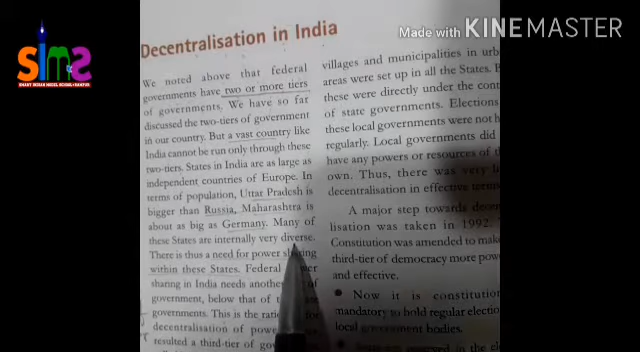 SIMS
SMART INDIAN MODEL SCHOOL
Made with KINEMASTER
Decentralisation in India
We noted above that federal
governments have two or more tiers
of governments. We have so far
discussed the two-tiers of government
in our country. But a vast country like
India cannot be run only through these
two-tiers. States in India are as large as
independent countries of Europe. In
terms of population, Uttar Pradesh is
bigger than Russia, Maharashtra is
about as big as Germany. Many of
these States are internally very diverse.
There is thus a need for power sharing
within these States. Federal
sharing in India needs
government, below that of
governments. This is the
decentralisation of
resulted a third-tier of
villages and municipalities in
areas were set up in all the States.
these were directly under the
of state governments. Elections
these local governments were not
regularly. Local governments did
have any powers or resources of
own. Thus, there was very
decentralisation in effective
A major step towards
was taken in 1992.
Constitution was amended to
third-tier of democracy more
and effective.
● Now it is
mandatory to hold regular
local government bodies.